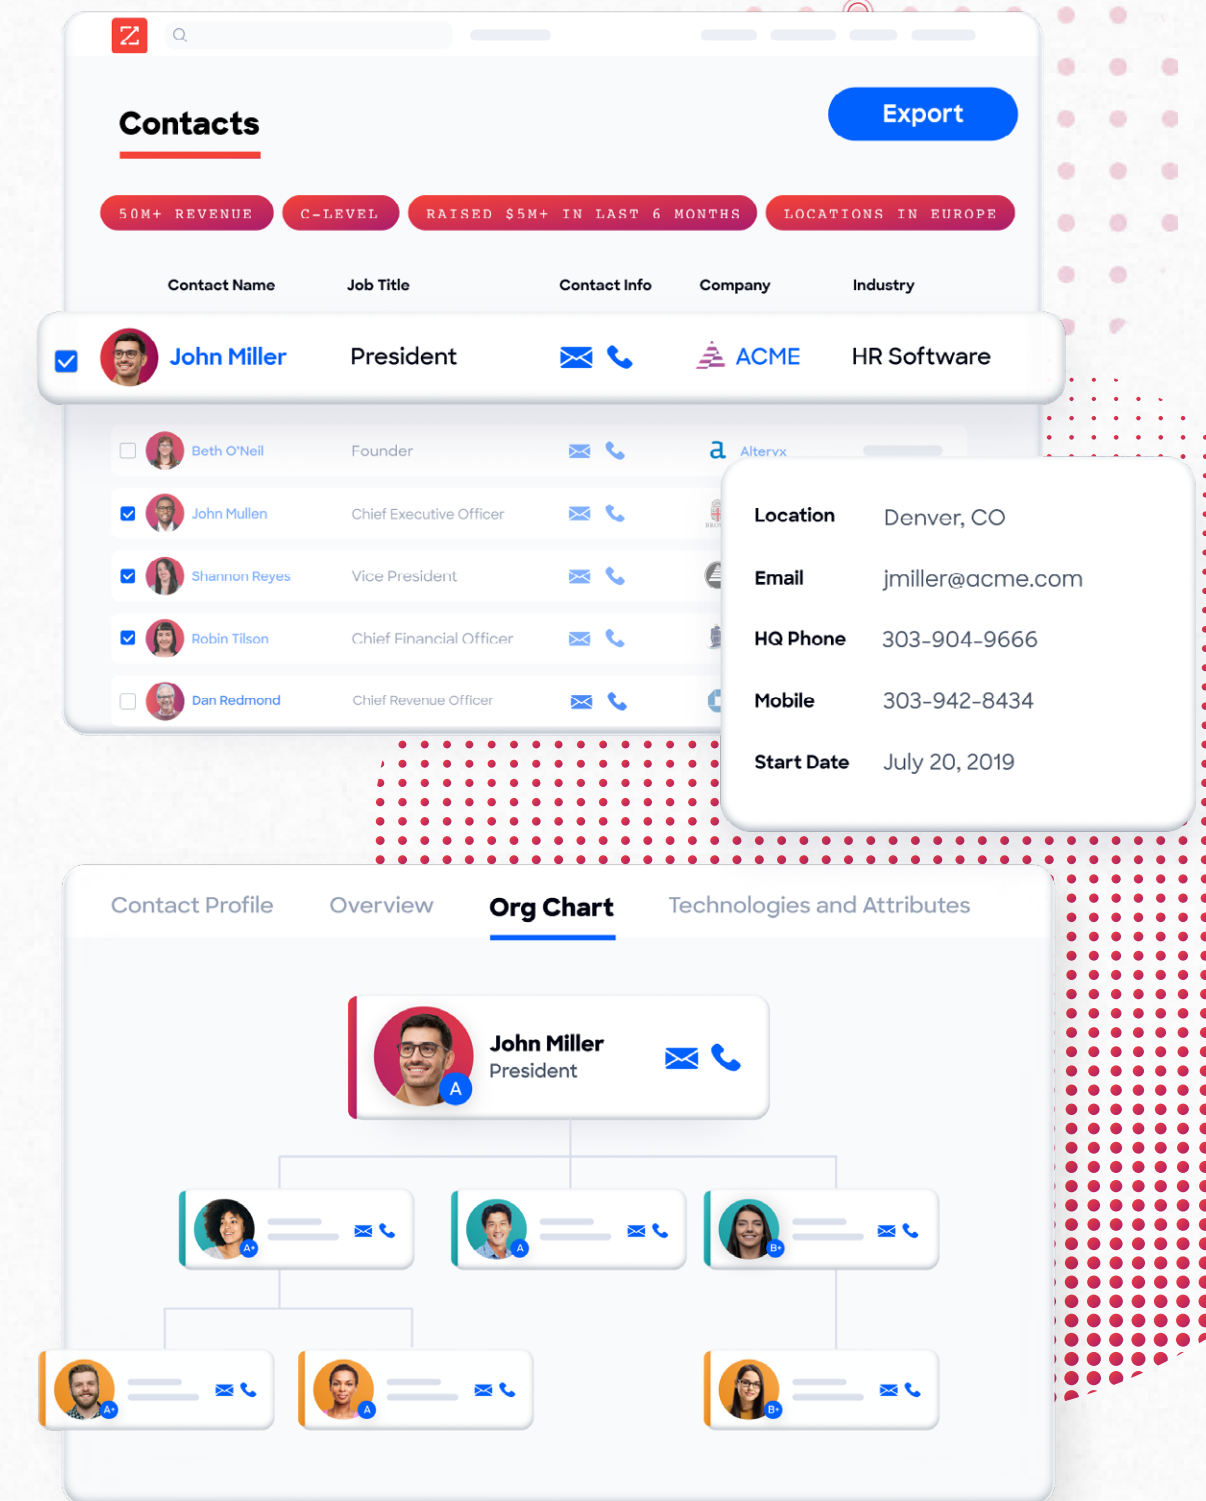 Contacts
Export
50M+ REVENUE
C-LEVEL
RAISED $5M+ IN LAST 6 MONTHS
LOCATIONS IN EUROPE
Contact Name Job Title Contact Info Company Industry
John Miller President ACME HR Software
Beth O'Neil Founder a Alteryx
John Mullen Chief Executive Officer
Shannon Reyes Vice President
Robin Tilson Chief Financial Officer
Dan Redmond Chief Revenue Officer
Location Denver, CO
Email jmiller@acme.com
HQ Phone 303-904-9666
Mobile 303-942-8434
Start Date July 20, 2019
Contact Profile Overview Org Chart Technologies and Attributes
John Miller
President
A
A+
A
B+
A+
A
B+